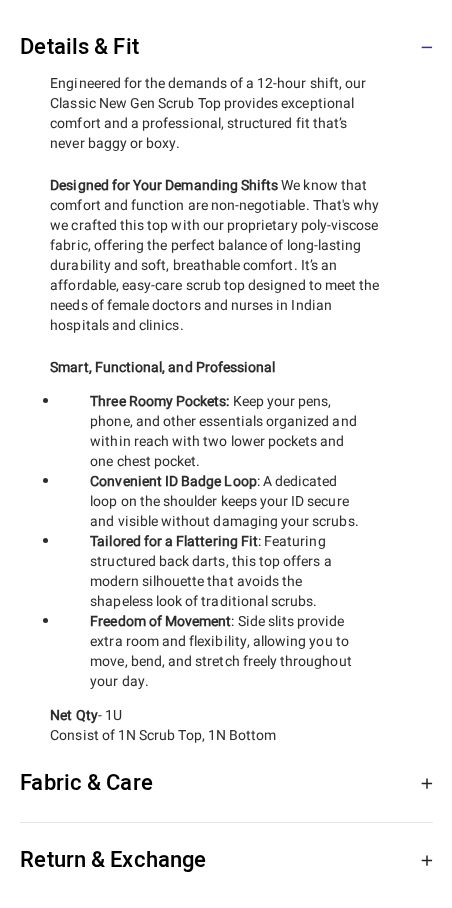 Details & Fit
Engineered for the demands of a 12-hour shift, our
Classic New Gen Scrub Top provides exceptional
comfort and a professional, structured fit that's
never baggy or boxy.
Designed for Your Demanding Shifts We know that
comfort and function are non-negotiable. That's why
we crafted this top with our proprietary poly-viscose
fabric, offering the perfect balance of long-lasting
durability and soft, breathable comfort. It's an
affordable, easy-care scrub top designed to meet the
needs of female doctors and nurses in Indian
hospitals and clinics.
Smart, Functional, and Professional
• Three Roomy Pockets: Keep your pens,
phone, and other essentials organized and
within reach with two lower pockets and
one chest pocket.
• Convenient ID Badge Loop: A dedicated
loop on the shoulder keeps your ID secure
and visible without damaging your scrubs.
• Tailored for a Flattering Fit: Featuring
structured back darts, this top offers a
modern silhouette that avoids the
shapeless look of traditional scrubs.
• Freedom of Movement: Side slits provide
extra room and flexibility, allowing you to
move, bend, and stretch freely throughout
your day.
Net Qty- 1U
Consist of 1N Scrub Top, 1N Bottom
Fabric & Care
Return & Exchange